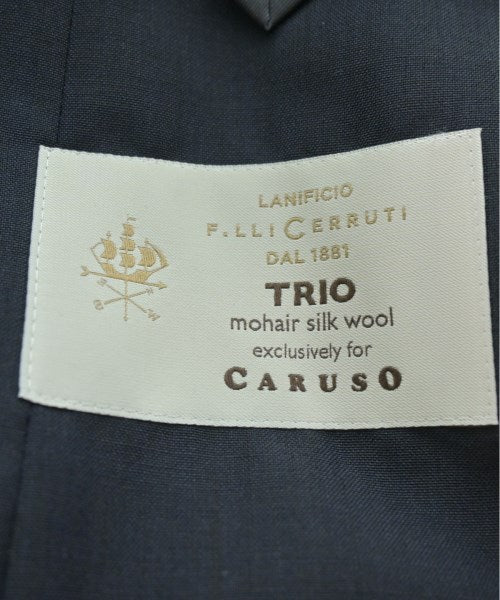 LANIFICIO
F.LLI CERRUTI
DAL 1881
TRIO
mohair silk wool
exclusively for
CARUSO